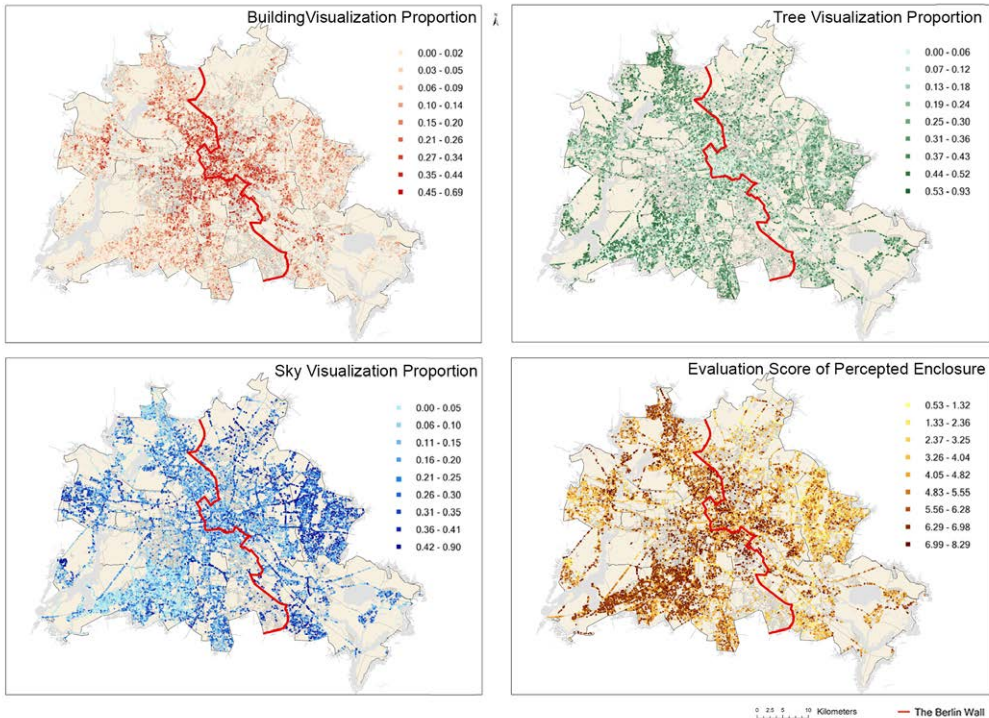 BuildingVisualization Proportion
0.00 - 0.02
0.03 - 0.05
0.06 - 0.09
0.10 - 0.14
0.15 - 0.20
0.21 - 0.26
0.27 - 0.34
0.35 - 0.44
0.45 - 0.69
Tree Visualization Proportion
0.00 - 0.06
0.07 - 0.12
0.13 - 0.18
0.19 - 0.24
0.25 - 0.30
0.31 - 0.36
0.37 - 0.43
0.44 - 0.52
0.53 - 0.93
Sky Visualization Proportion
0.00 - 0.05
0.06 - 0.10
0.11 - 0.15
0.16 - 0.20
0.21 - 0.25
0.26 - 0.30
0.31 - 0.35
0.36 - 0.41
0.42 - 0.90
Evaluation Score of Percepted Enclosure
0.53 - 1.32
1.33 - 2.36
2.37 - 3.25
3.26 - 4.04
4.05 - 4.82
4.83 - 5.55
5.56 - 6.28
6.29 - 6.98
6.99 - 8.29
0 2.5 5 10 Kilometers
The Berlin Wall